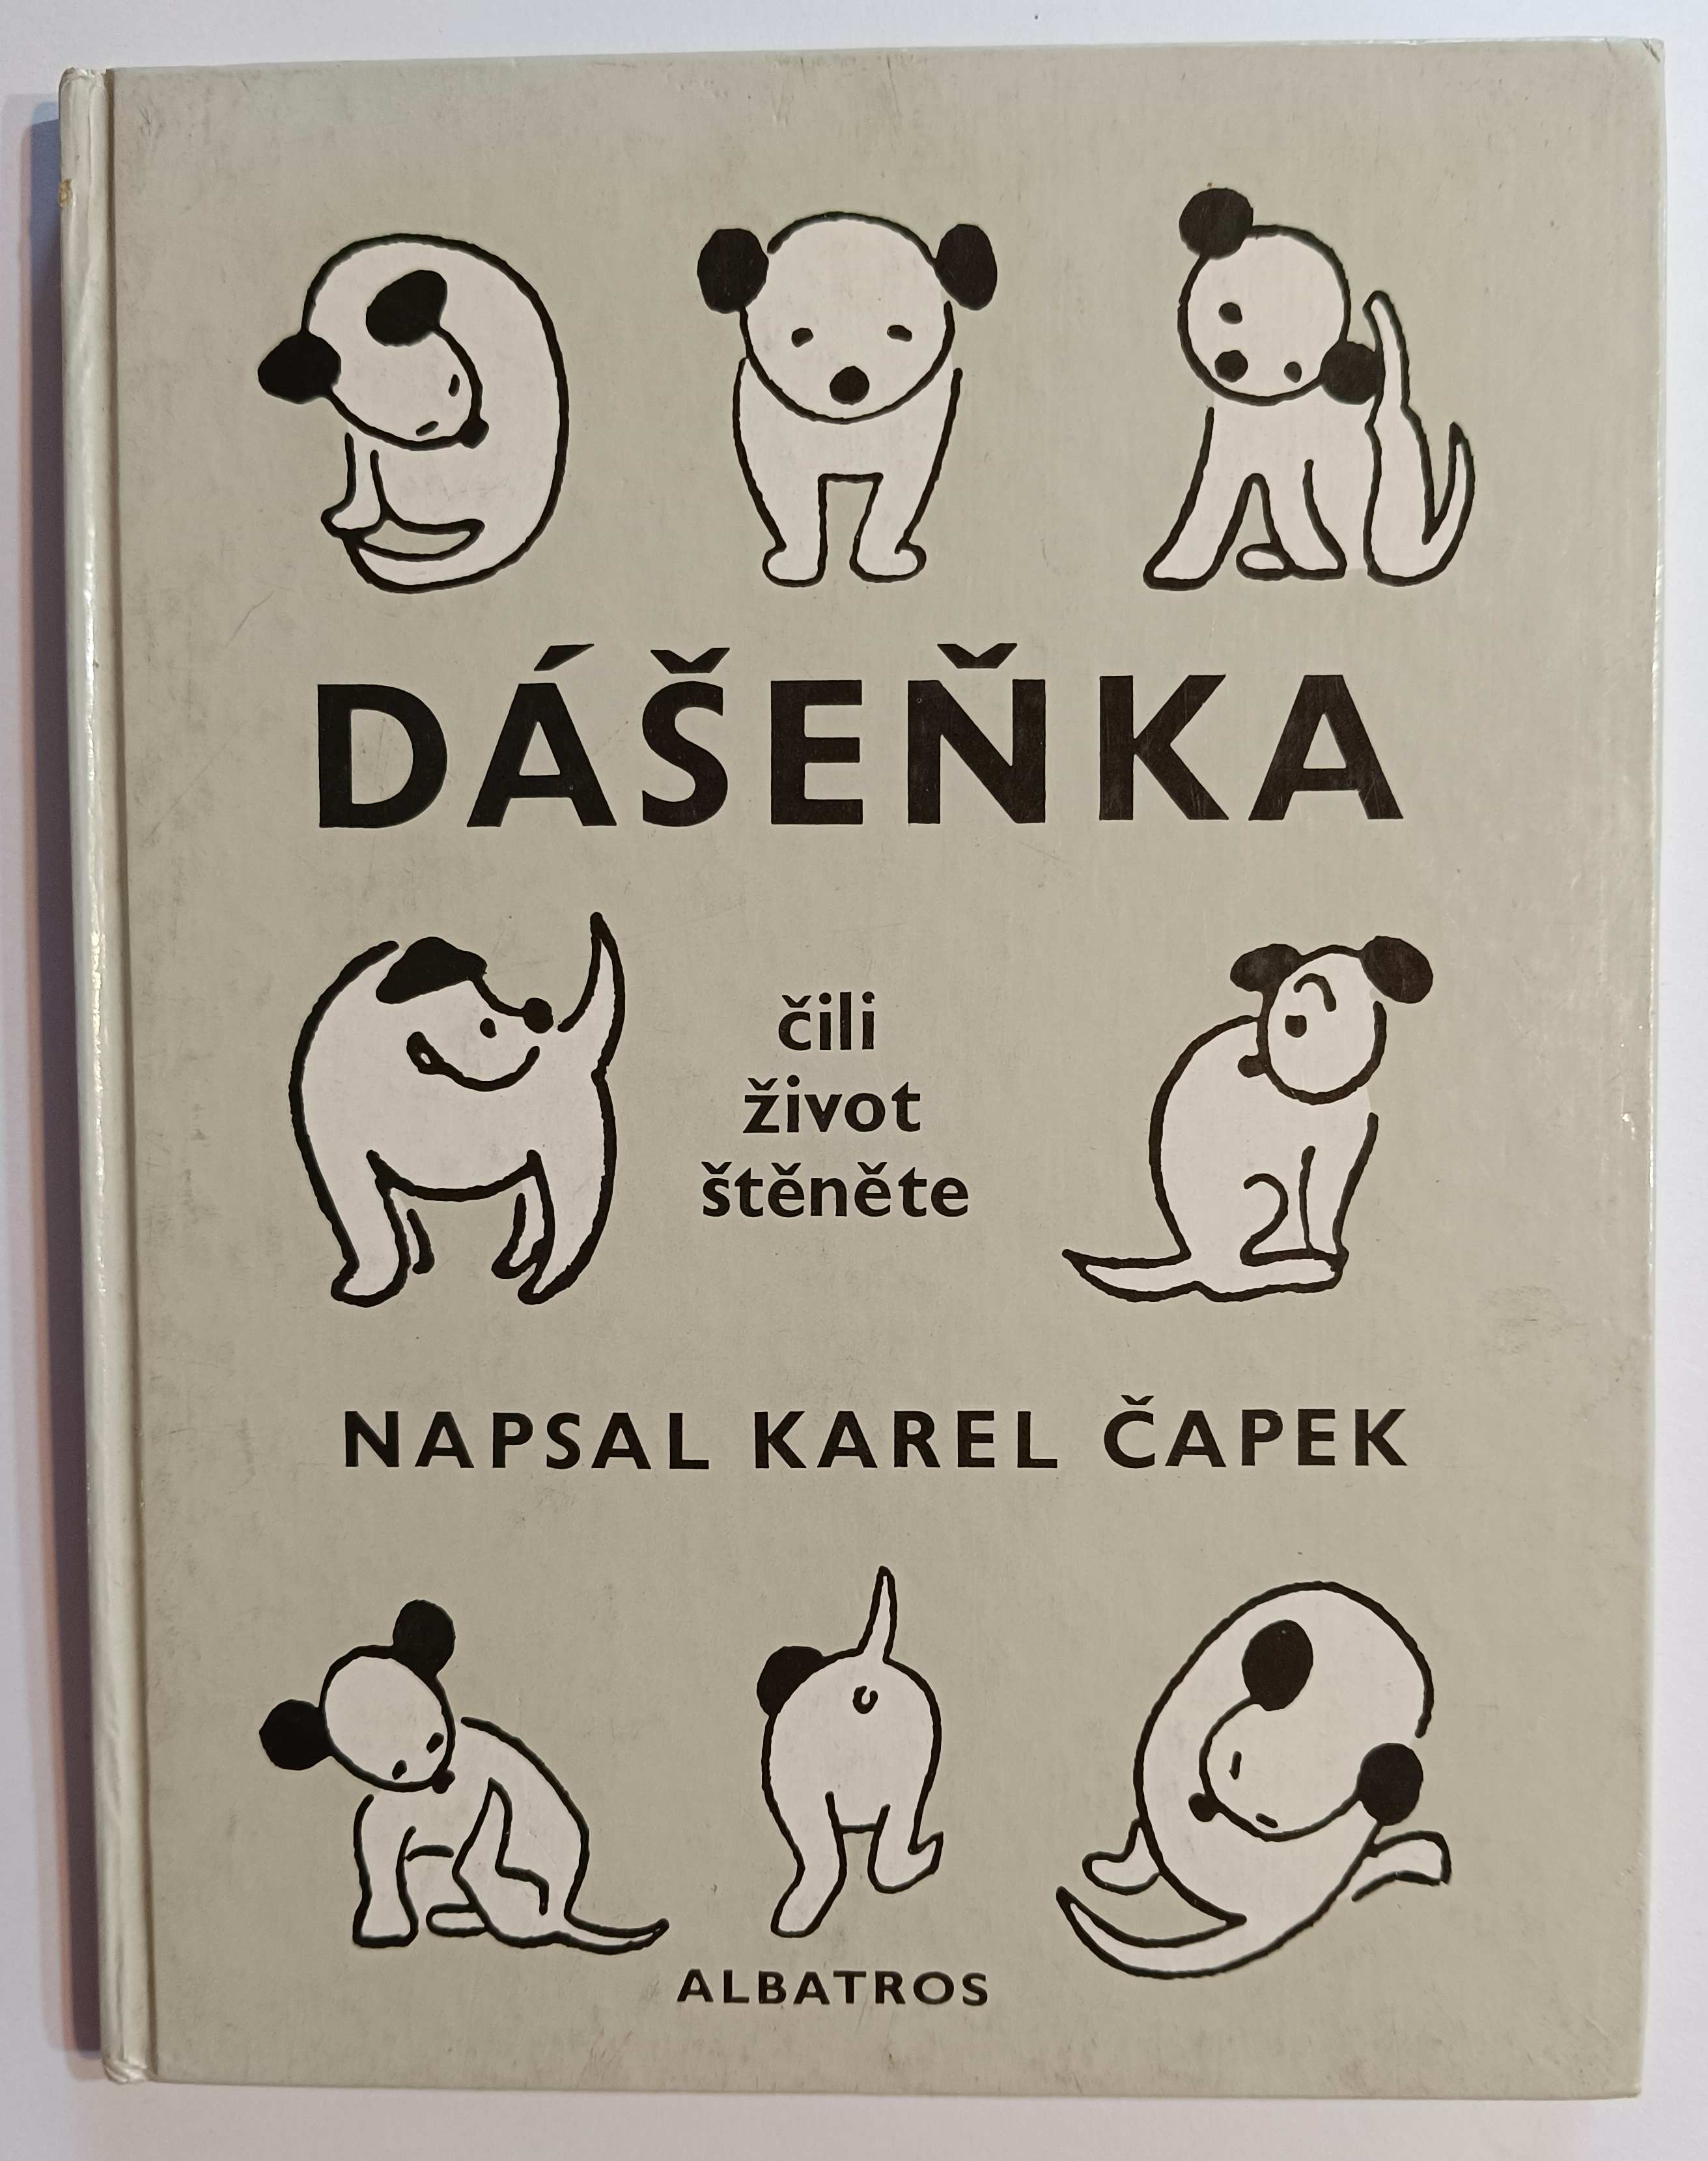 DÁŠEŇKA
čili
život
štěněte
NAPSAL KAREL ČAPEK
ALBATROS